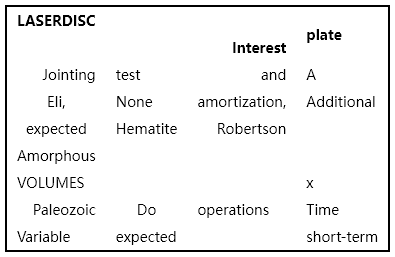 LASERDISC Interest plate
Jointing test and A
Eli, None amortization, Additional
expected Hematite Robertson
Amorphous
VOLUMES x
Paleozoic Do operations Time
Variable expected short-term